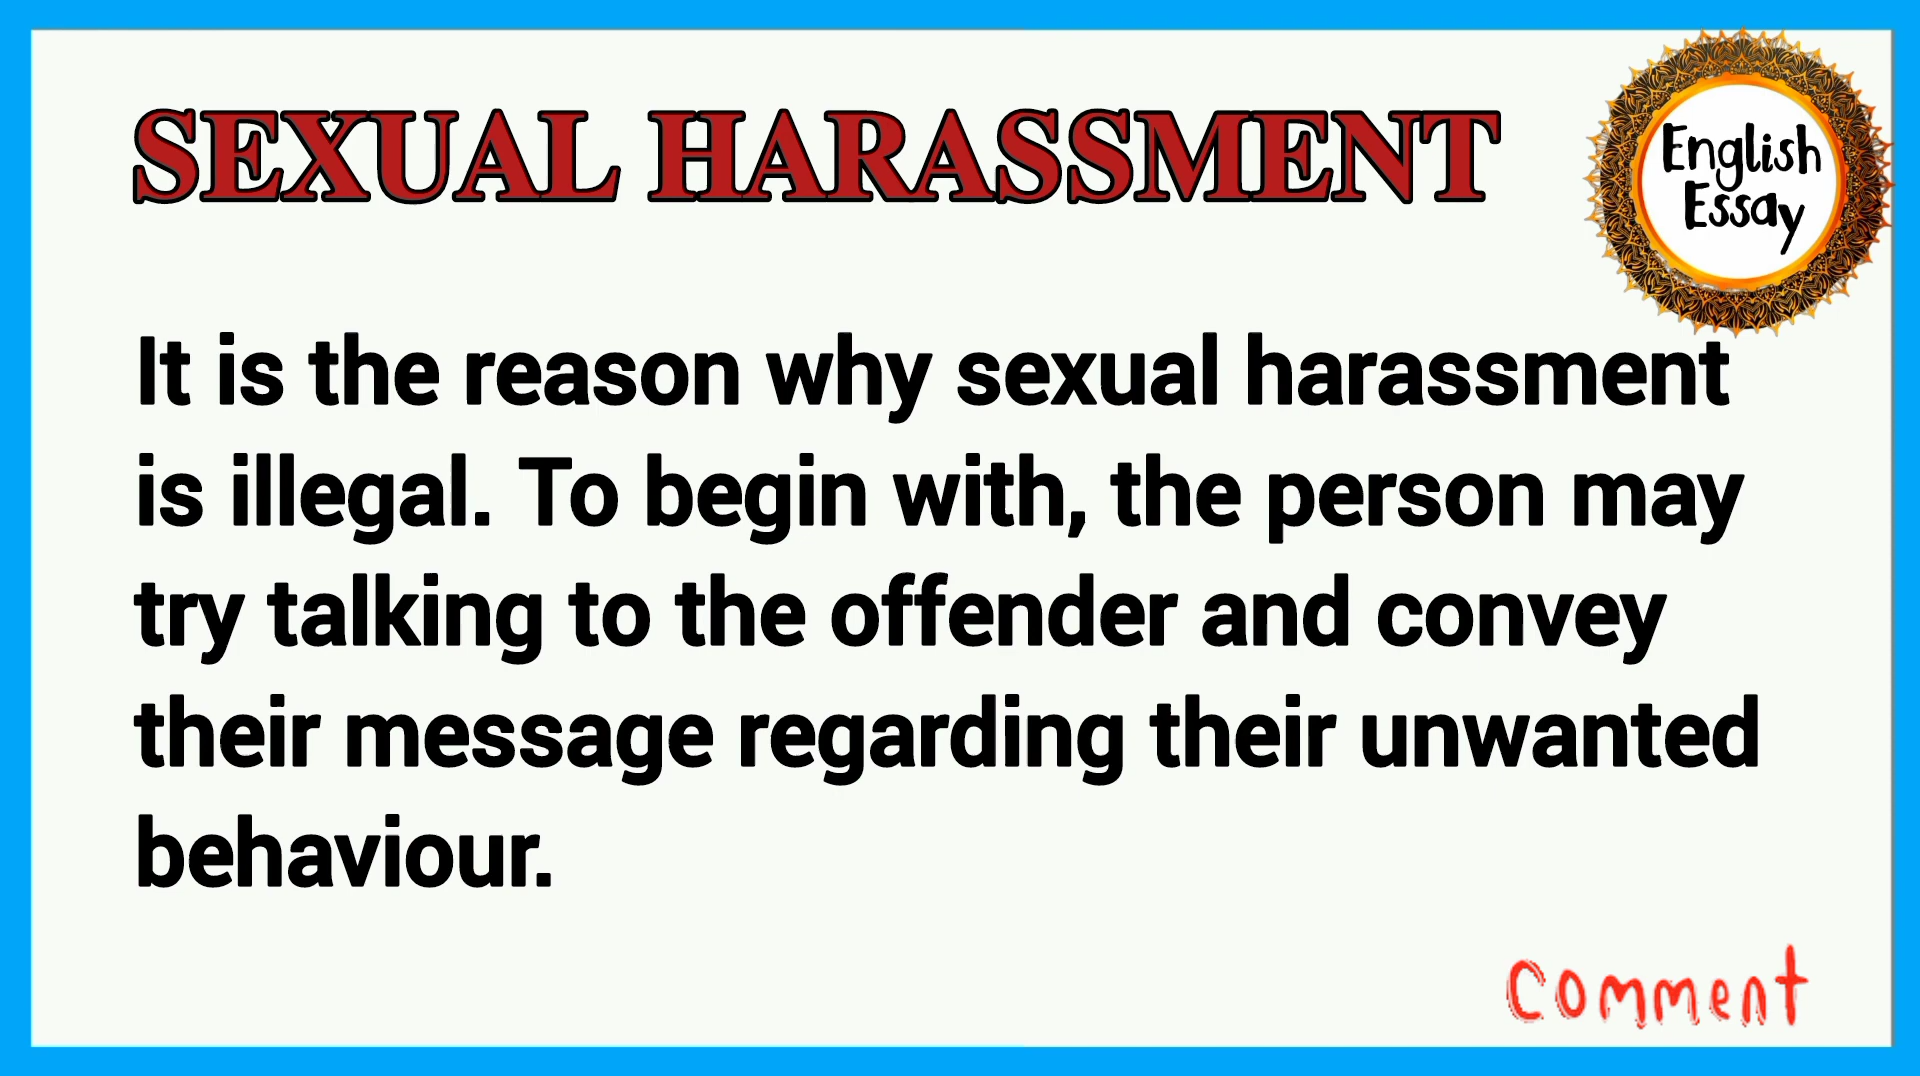 SEXUAL HARASSMENT
English
Essay
It is the reason why sexual harassment
is illegal. To begin with, the person may
try talking to the offender and convey
their message regarding their unwanted
behaviour.
comment